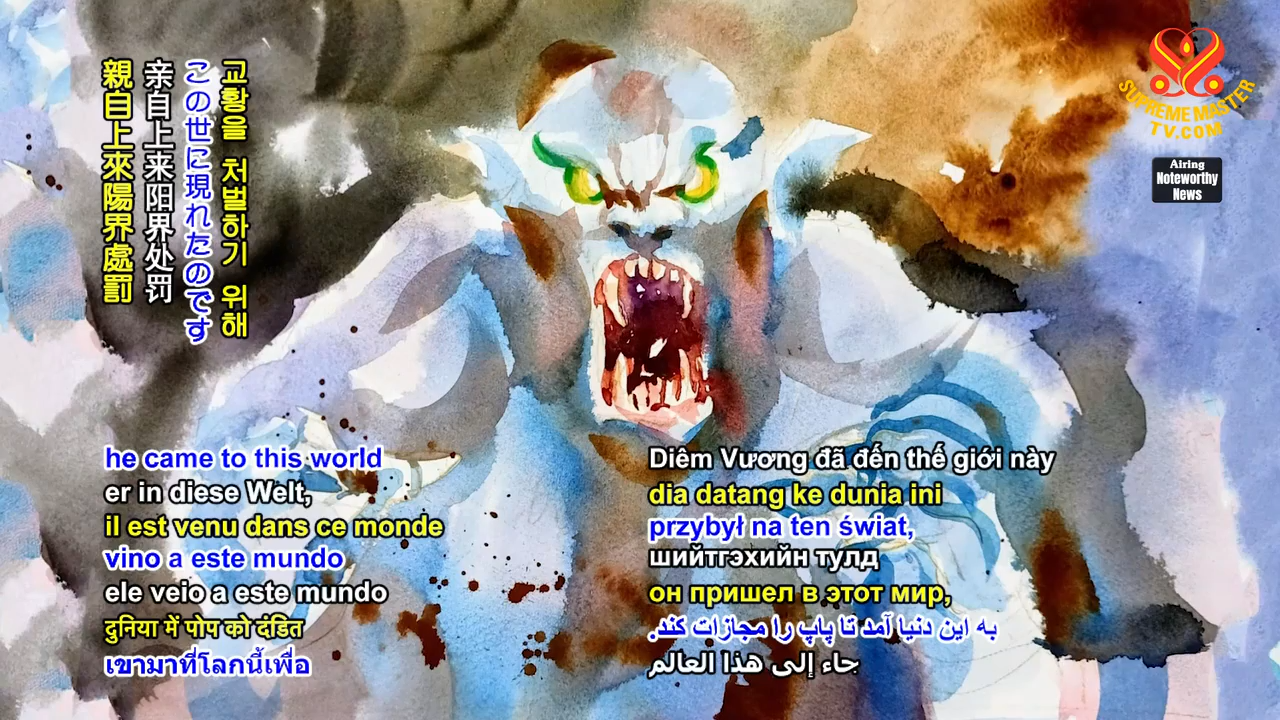 親自上來陽界處罰
亲自上来阳界处罚
この世に現れたのです
교황을 처벌하기 위해
SUPREME MASTER
TV.COM
Airing
Noteworthy
News
he came to this world
er in diese Welt,
il est venu dans ce monde
vino a este mundo
ele veio a este mundo
दुनिया में पोप को दंडित
เขามาที่โลกนี้เพื่อ
Diêm Vương đã đến thế giới này
dia datang ke dunia ini
przybył na ten świat,
шийтгэхийн тулд
он пришел в этот мир,
به این دنیا آمد تا پاپ را مجازات کند.
جاء إلى هذا العالم